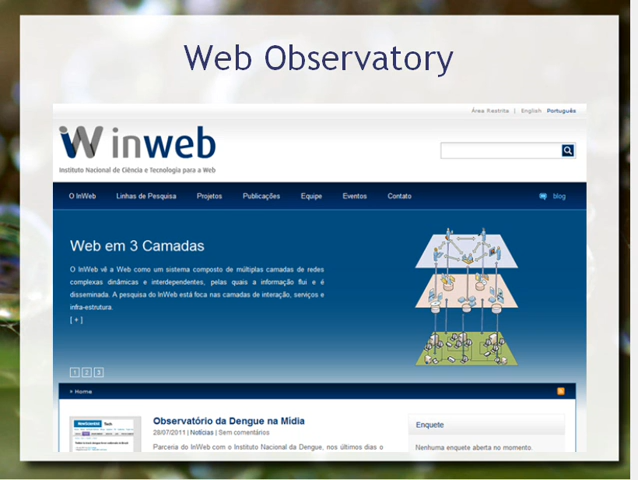 Web Observatory
Área Restrita | English Português
inweb
Instituto Nacional de Ciência e Tecnologia para a Web
O InWeb Linhas de Pesquisa Projetos Publicações Equipe Eventos Contato blog
Web em 3 Camadas
O InWeb vê a Web como um sistema composto de múltiplas camadas de redes
complexas dinâmicas e interdependentes, pelas quais a informação flui e é
disseminada. A pesquisa do InWeb está foca nas camadas de interação, serviços e
infra-estrutura.
[ + ]
1 2 3
+ Home
Observatório da Dengue na Mídia
28/07/2011 | Notícias | Sem comentários
Parceria do InWeb com o Instituto Nacional da Dengue, nos últimos dias o
Enquete
Nenhuma enquete aberta no momento.